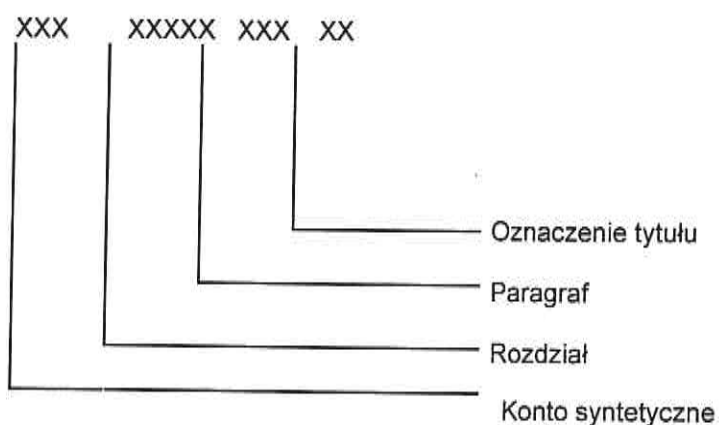 XXX XXXXX XXX XX
Oznaczenie tytułu
Paragraf
Rozdział
Konto syntetyczne